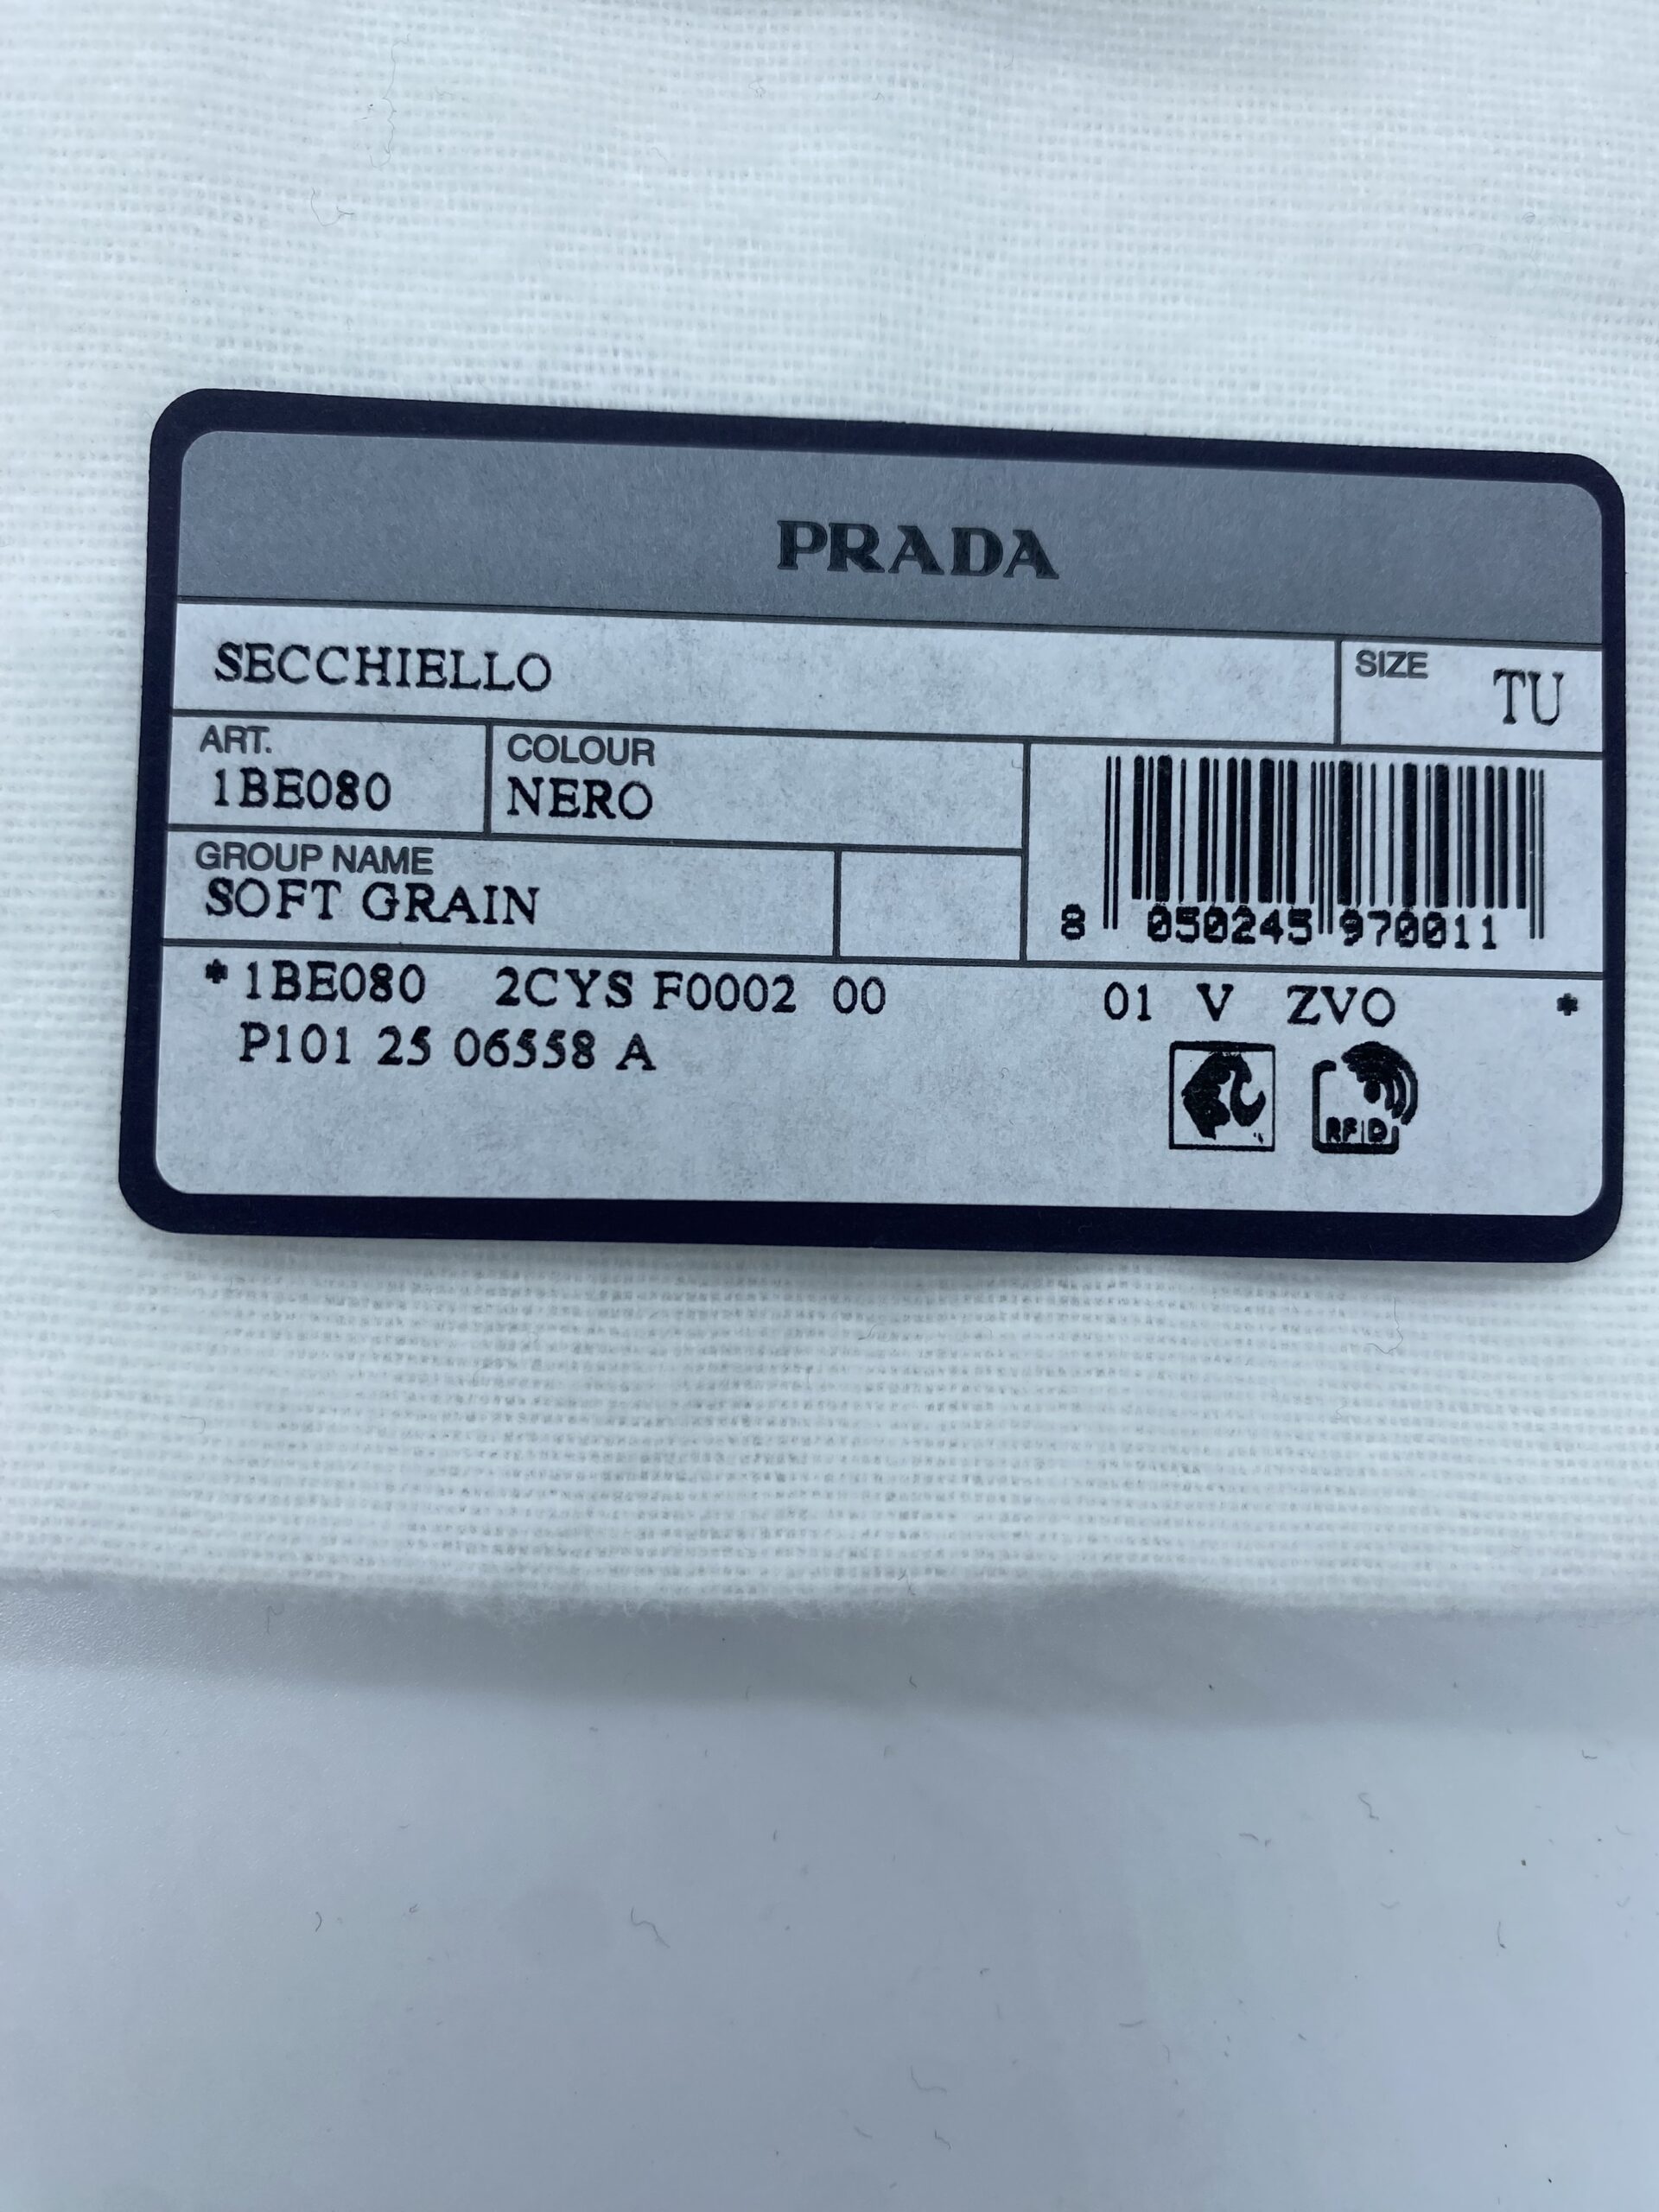 PRADA
SECCHIELLO
SIZE TU
ART. 1BE080
COLOUR NERO
GROUP NAME
SOFT GRAIN
8 050245 970011
* 1BE080 2CYS F0002 00 01 V ZVO *
P101 25 06558 A
RFID